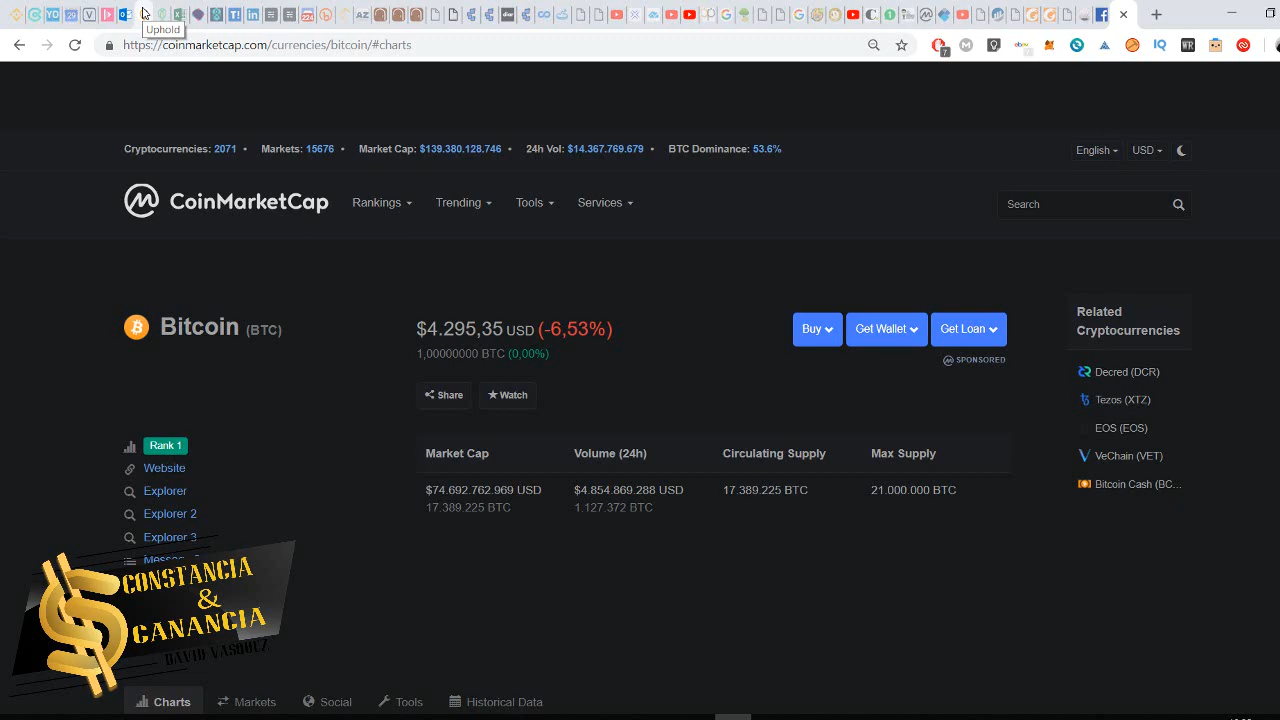 Uphold
https://coinmarketcap.com/currencies/bitcoin/#charts
Cryptocurrencies: 2071 • Markets: 15676 • Market Cap: $139.380.128.746 • 24h Vol: $14.367.769.679 • BTC Dominance: 53.6%
English USD
CoinMarketCap Rankings Trending Tools Services Search
Bitcoin (BTC)
$4.295,35 USD (-6,53%)
1,00000000 BTC (0,00%)
Buy Get Wallet Get Loan
SPONSORED
Share Watch
Related
Cryptocurrencies
Decred (DCR)
Tezos (XTZ)
EOS (EOS)
VeChain (VET)
Bitcoin Cash (BC...
Rank 1
Website
Explorer
Explorer 2
Explorer 3
Market Cap Volume (24h) Circulating Supply Max Supply
$74.692.762.969 USD $4.854.869.288 USD 17.389.225 BTC 21.000.000 BTC
17.389.225 BTC 1.127.372 BTC
CONSTANCIA
&
GANANCIA
DAVID VASQUEZ
Charts Markets Social Tools Historical Data